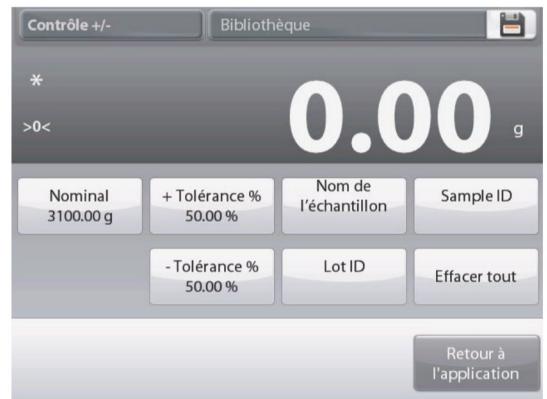 Contrôle +/-
Bibliothèque
*
>0<
0.00 g
Nominal
3100.00 g
+ Tolérance %
50.00 %
Nom de
l'échantillon
Sample ID
- Tolérance %
50.00 %
Lot ID
Effacer tout
Retour à
l'application